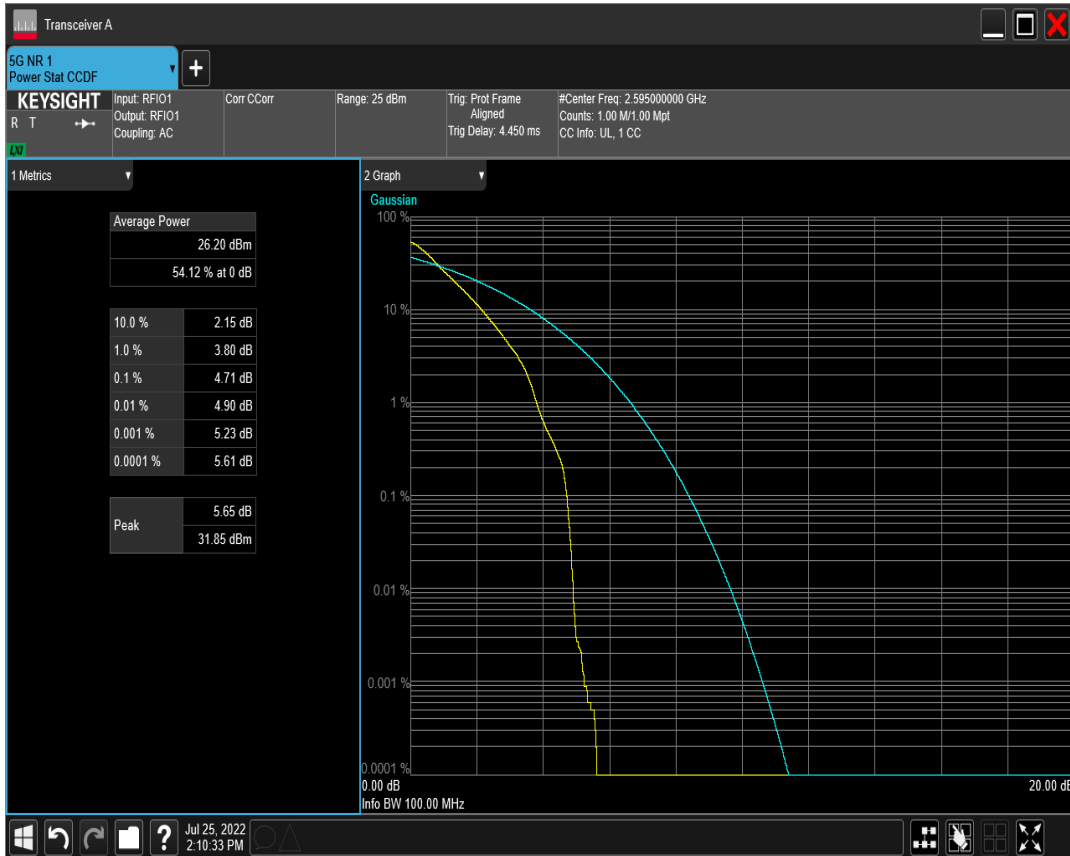 Transceiver A
5G NR 1
Power Stat CCDF
KEYSIGHT
R T
LXI
Input: RFIO1
Output: RFIO1
Coupling: AC
Corr CCorr
Range: 25 dBm
Trig: Prot Frame
Aligned
Trig Delay: 4.450 ms
#Center Freq: 2.595000000 GHz
Counts: 1.00 M/1.00 Mpt
CC Info: UL, 1 CC
1 Metrics
Average Power
26.20 dBm
54.12 % at 0 dB
10.0 % 2.15 dB
1.0 % 3.80 dB
0.1 % 4.71 dB
0.01 % 4.90 dB
0.001 % 5.23 dB
0.0001 % 5.61 dB
Peak
5.65 dB
31.85 dBm
2 Graph
Gaussian
100 %
10 %
1 %
0.1 %
0.01 %
0.001 %
0.0001 %
0.00 dB 20.00 dB
Info BW 100.00 MHz
Jul 25, 2022
2:10:33 PM